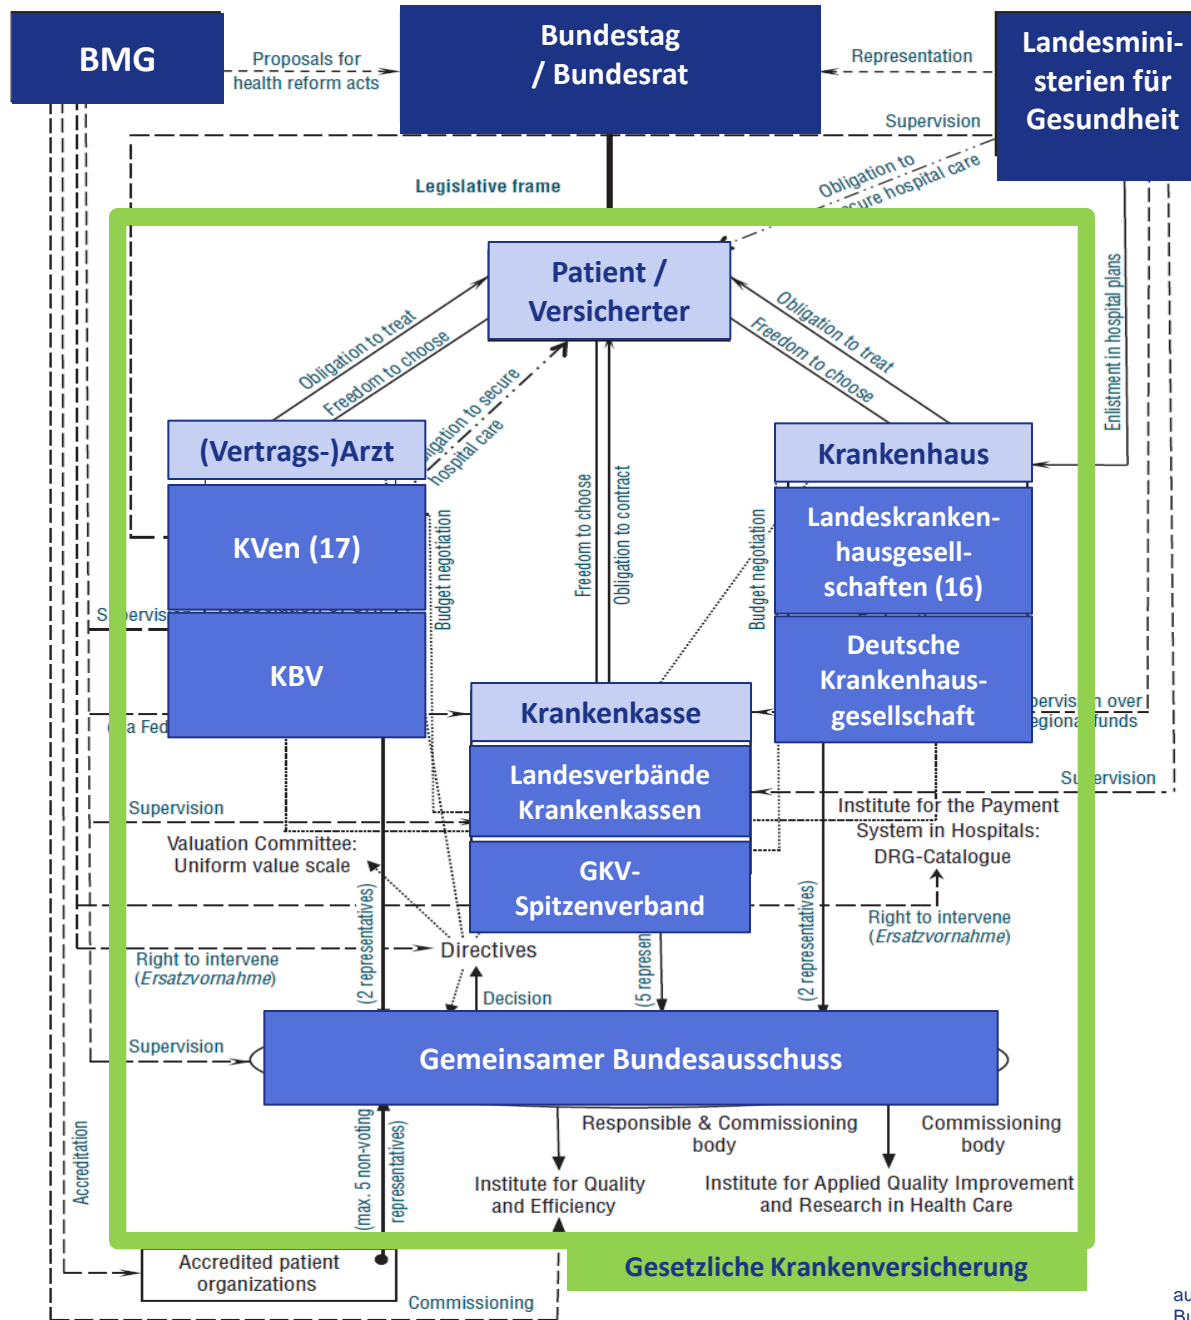 BMG
Proposals for
health reform acts
Bundestag
/ Bundesrat
Representation
Landesmini-
sterien für
Gesundheit
Supervision
Legislative frame
Obligation to
secure hospital care
Patient /
Versicherter
Obligation to treat
Freedom to choose
Obligation to treat
Freedom to choose
Enlistment in hospital plans
(Vertrags-)Arzt
hospital care
to secure
Krankenhaus
KVen (17)
Budget negotiation
Freedom to choose
Obligation to contract
Budget negotiation
Landeskranken-
hausgesell-
schaften (16)
KBV
Deutsche
Krankenhaus-
gesellschaft
Krankenkasse
over
funds
Landesverbände
Krankenkassen
Supervision
Supervision
Institute for the Payment
System in Hospitals:
DRG-Catalogue
Valuation Committee:
Uniform value scale
GKV-
Spitzenverband
Right to intervene
(Ersatzvornahme)
Directives
Right to intervene
(Ersatzvornahme)
(2 representatives)
(5 represen
(2 representatives)
Decision
Gemeinsamer Bundesausschuss
Supervision
Accreditation
(max. 5 non-voting
representatives)
Responsible & Commissioning
body
Commissioning
body
Institute for Quality
and Efficiency
Institute for Applied Quality Improvement
and Research in Health Care
Accredited patient
organizations
Gesetzliche Krankenversicherung
Commissioning